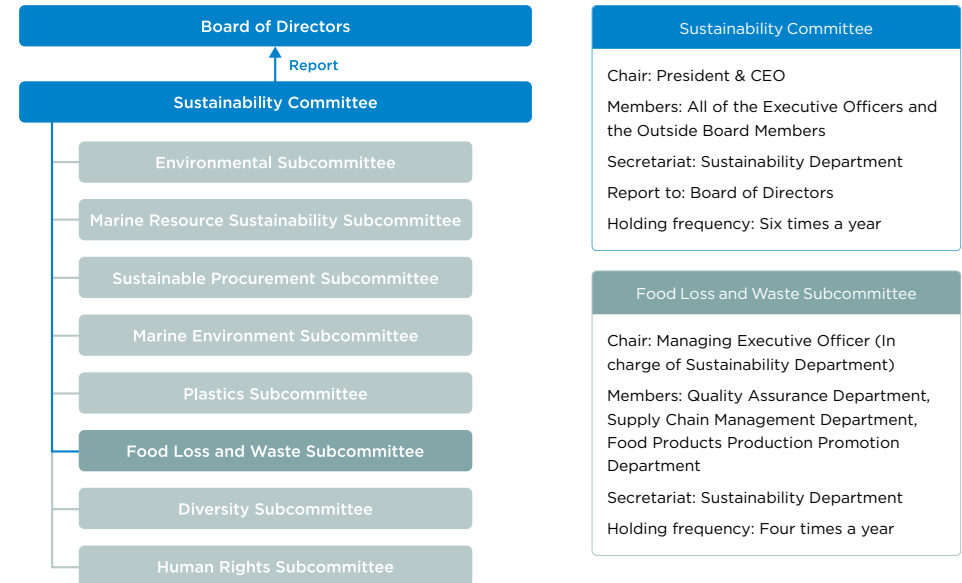 Board of Directors
Report
Sustainability Committee
Environmental Subcommittee
Marine Resource Sustainability Subcommittee
Sustainable Procurement Subcommittee
Marine Environment Subcommittee
Plastics Subcommittee
Food Loss and Waste Subcommittee
Diversity Subcommittee
Human Rights Subcommittee
Sustainability Committee
Chair: President & CEO
Members: All of the Executive Officers and
the Outside Board Members
Secretariat: Sustainability Department
Report to: Board of Directors
Holding frequency: Six times a year
Food Loss and Waste Subcommittee
Chair: Managing Executive Officer (In
charge of Sustainability Department)
Members: Quality Assurance Department,
Supply Chain Management Department,
Food Products Production Promotion
Department
Secretariat: Sustainability Department
Holding frequency: Four times a year